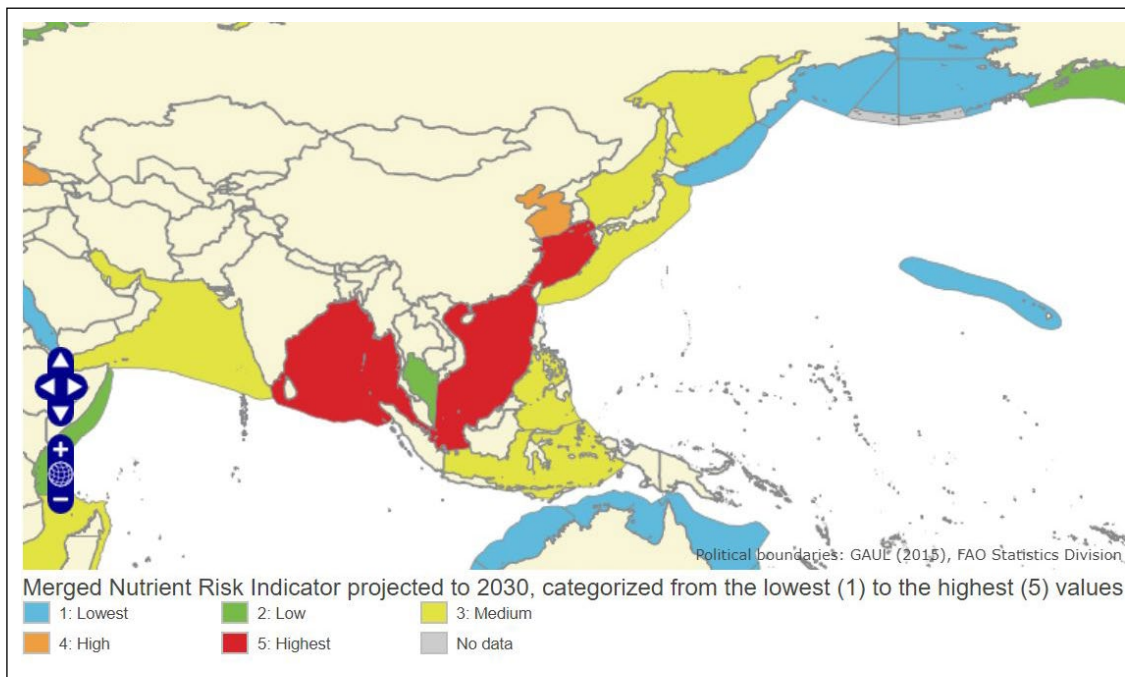 Political boundaries: GAUL (2015), FAO Statistics Division
Merged Nutrient Risk Indicator projected to 2030, categorized from the lowest (1) to the highest (5) values
1: Lowest 2: Low 3: Medium
4: High 5: Highest No data